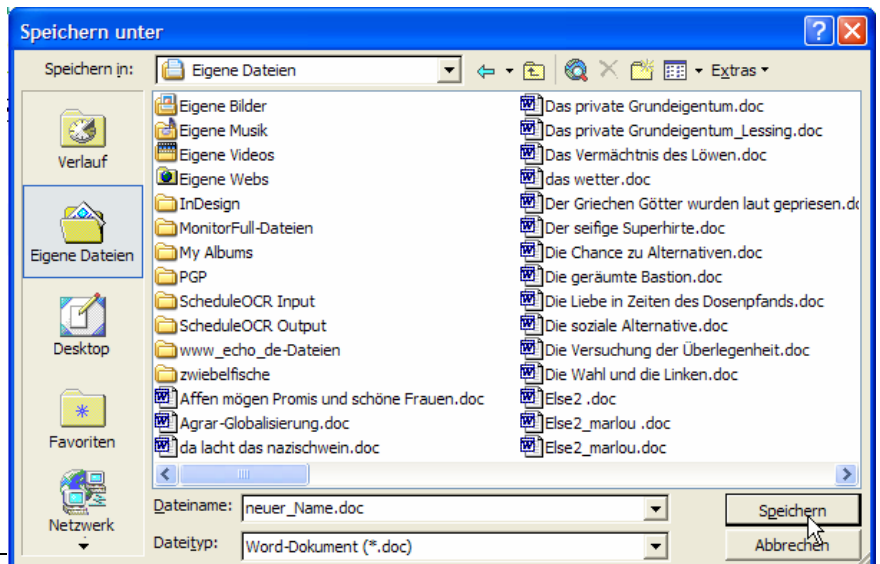 Speichern unter
Speichern in:
Eigene Dateien
Extras
Verlauf
Eigene Dateien
Desktop
Favoriten
Netzwerk
Eigene Bilder
Eigene Musik
Eigene Videos
Eigene Webs
InDesign
MonitorFull-Dateien
My Albums
PGP
ScheduleOCR Input
ScheduleOCR Output
www_echo_de-Dateien
zwiebelfische
Affen mögen Promis und schöne Frauen.doc
Agrar-Globalisierung.doc
da lacht das nazischwein.doc
Das private Grundeigentum.doc
Das private Grundeigentum_Lessing.doc
Das Vermächtnis des Löwen.doc
das wetter.doc
Der Griechen Götter wurden laut gepriesen.do
Der seifige Superhirte.doc
Die Chance zu Alternativen.doc
Die geräumte Bastion.doc
Die Liebe in Zeiten des Dosenpfands.doc
Die soziale Alternative.doc
Die Versuchung der Überlegenheit.doc
Die Wahl und die Linken.doc
Else2 .doc
Else2_marlou .doc
Else2_marlou.doc
Dateiname: neuer_Name.doc
Speichern
Dateityp: Word-Dokument (*.doc)
Abbrechen